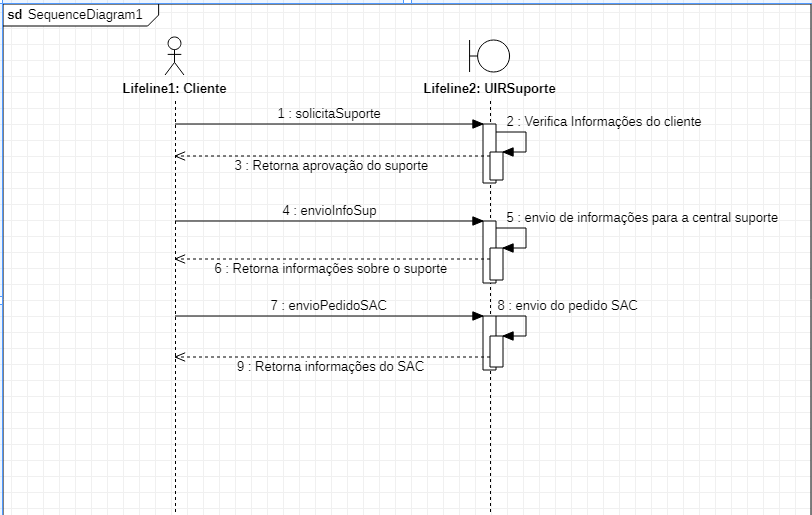 sd SequenceDiagram1
Lifeline1: Cliente
Lifeline2: UIRSuporte
1 : solicitaSuporte
2 : Verifica Informações do cliente
3 : Retorna aprovação do suporte
4 : envioInfoSup
5 : envio de informações para a central suporte
6 : Retorna informações sobre o suporte
7 : envioPedidoSAC
8 : envio do pedido SAC
9 : Retorna informações do SAC